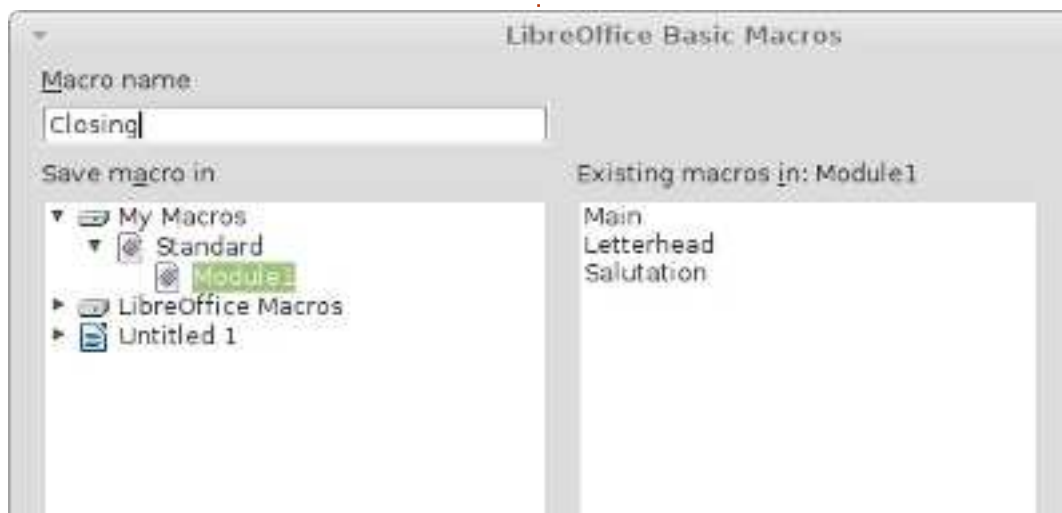 LibreOffice Basic Macros
Macro name
Closing
Save macro in
My Macros
Standard
Module1
LibreOffice Macros
Untitled 1
Existing macros in: Module1
Main
Letterhead
Salutation